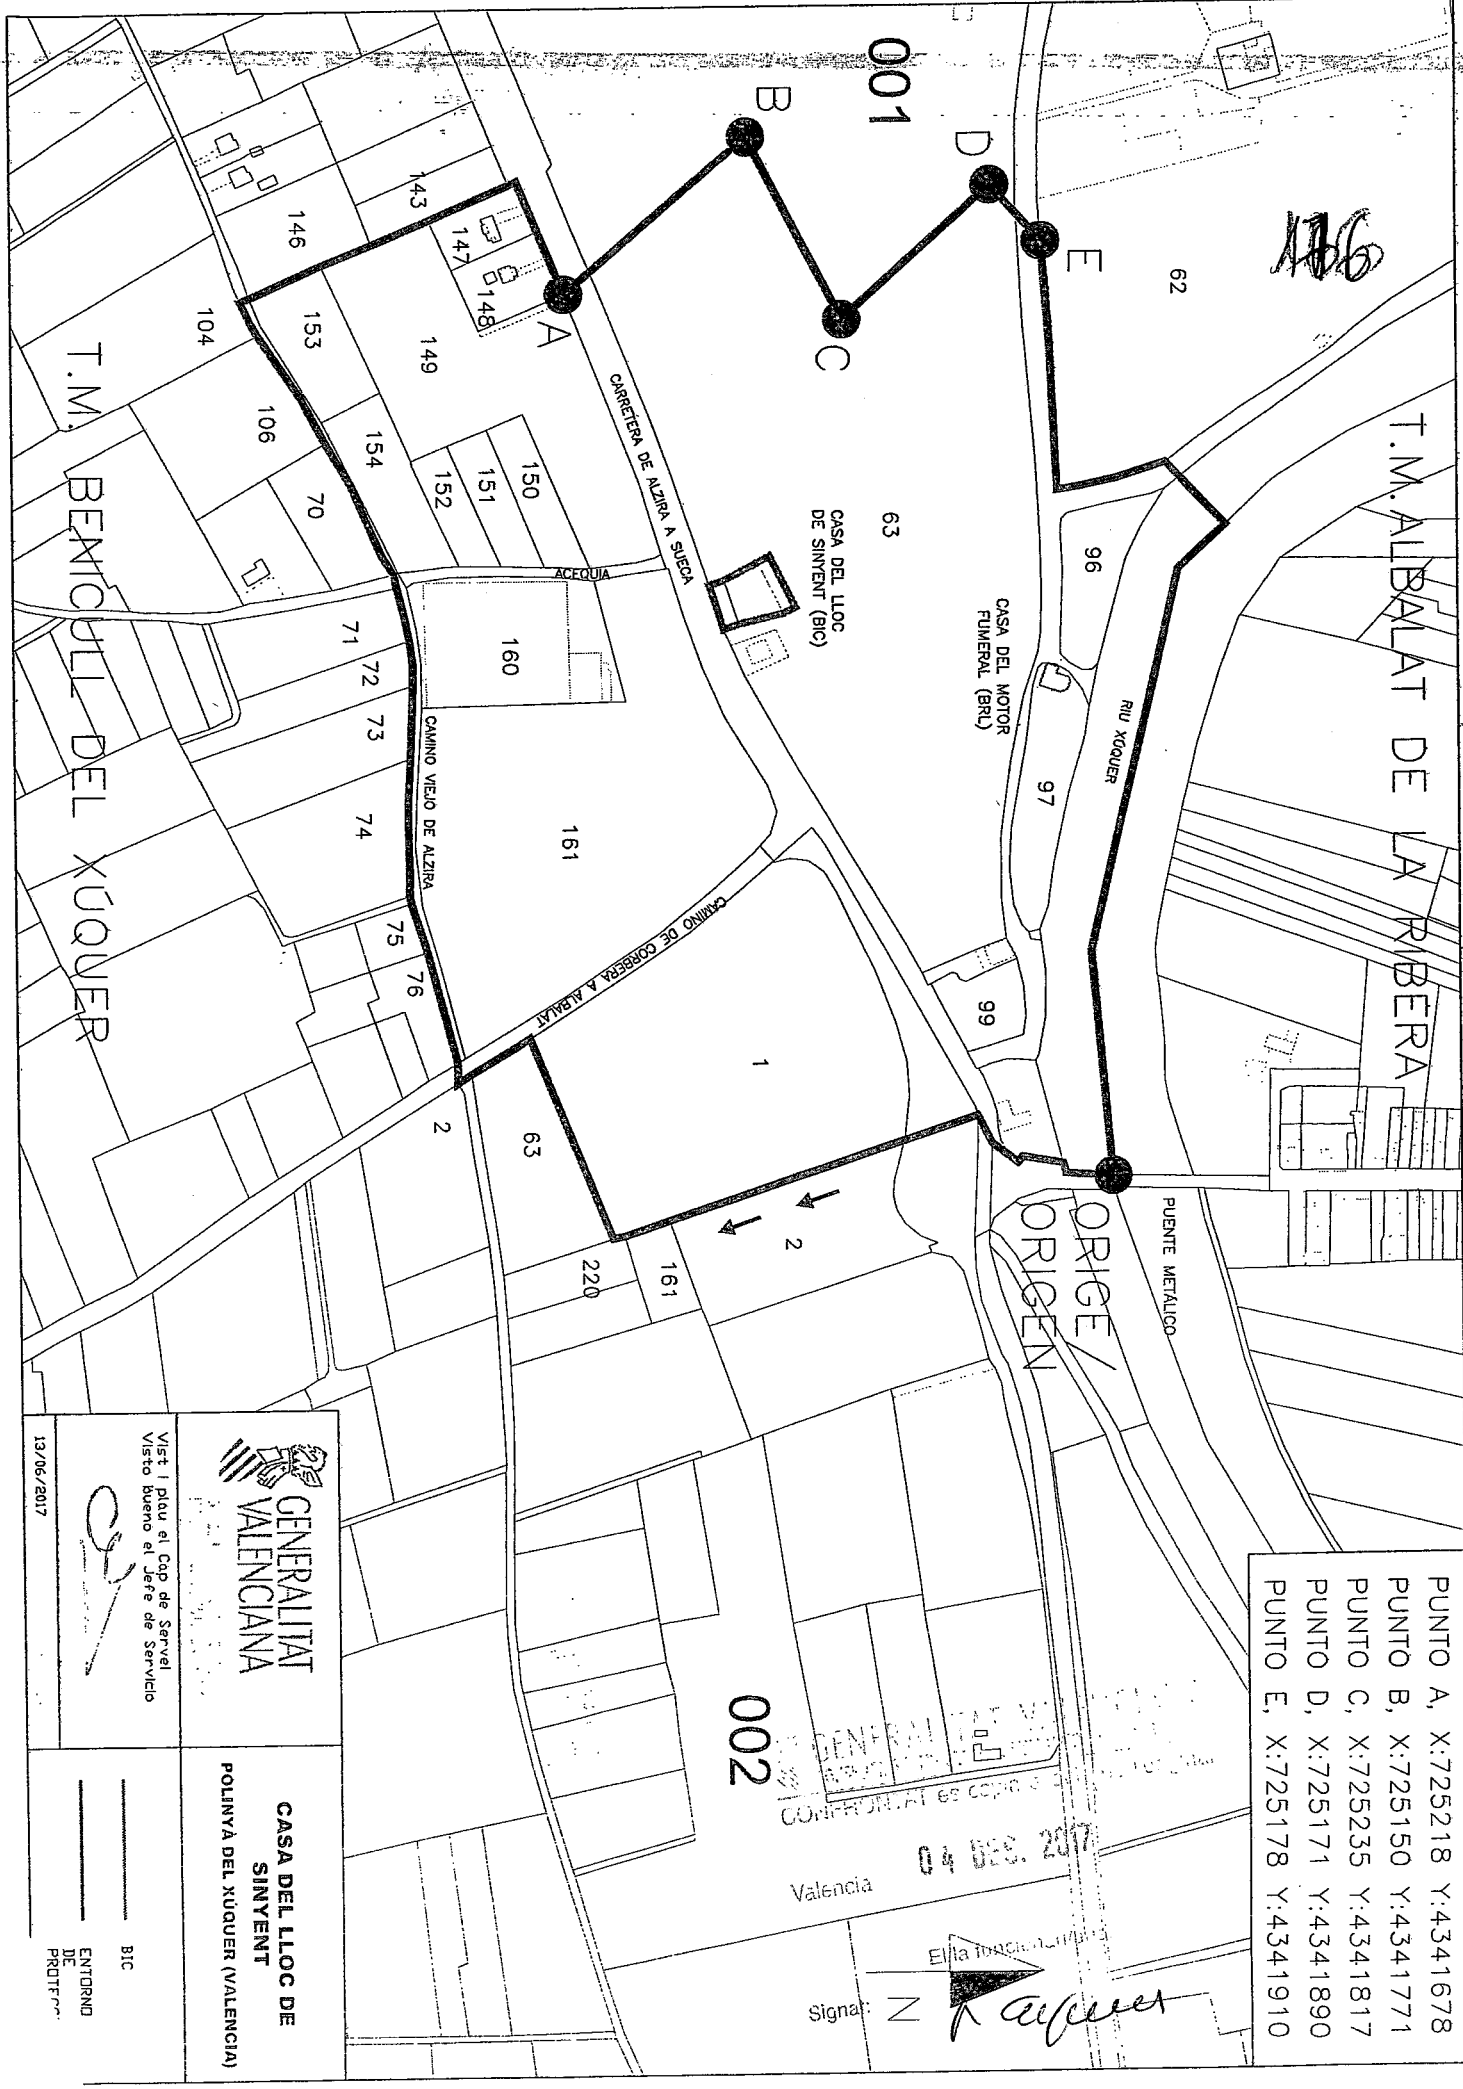 T.M. ALBALAT DE LA RIBERA
PUNTO A, X:725218 Y:4341678
PUNTO B, X:725150 Y:4341771
PUNTO C, X:725235 Y:4341817
PUNTO D, X:725171 Y:4341890
PUNTO E, X:725178 Y:4341910
62
E
D
001
B
C
A
96
RIU XÚQUER
97
PUENTE METÁLICO
ORIGE/
ORIGEN
CASA DEL MOTOR
FUMERAL (BRL)
63
CASA DEL LLOC
DE SINYENT (BIC)
99
CARRETERA DE ALZIRA A SUECA
1
2
143
147
148
146
149
150
151
152
153
154
ACEQUIA
160
161
CAMINO DE CORBERA A ALBALAT
161
220
63
2
CAMINO VIEJO DE ALZIRA
104
106
70
71
72
73
74
75
76
T.M. BENICULL DEL XÚQUER
002
CONFRONTAT
04 DES. 2017
Valencia
Signat:
N
GENERALITAT
VALENCIANA
Vist i plau el Cap de Servei
Visto bueno el Jefe de Servicio
13/06/2017
CASA DEL LLOC DE
SINYENT
POLINYÀ DEL XÚQUER (VALENCIA)
BIC
ENTORNO
DE